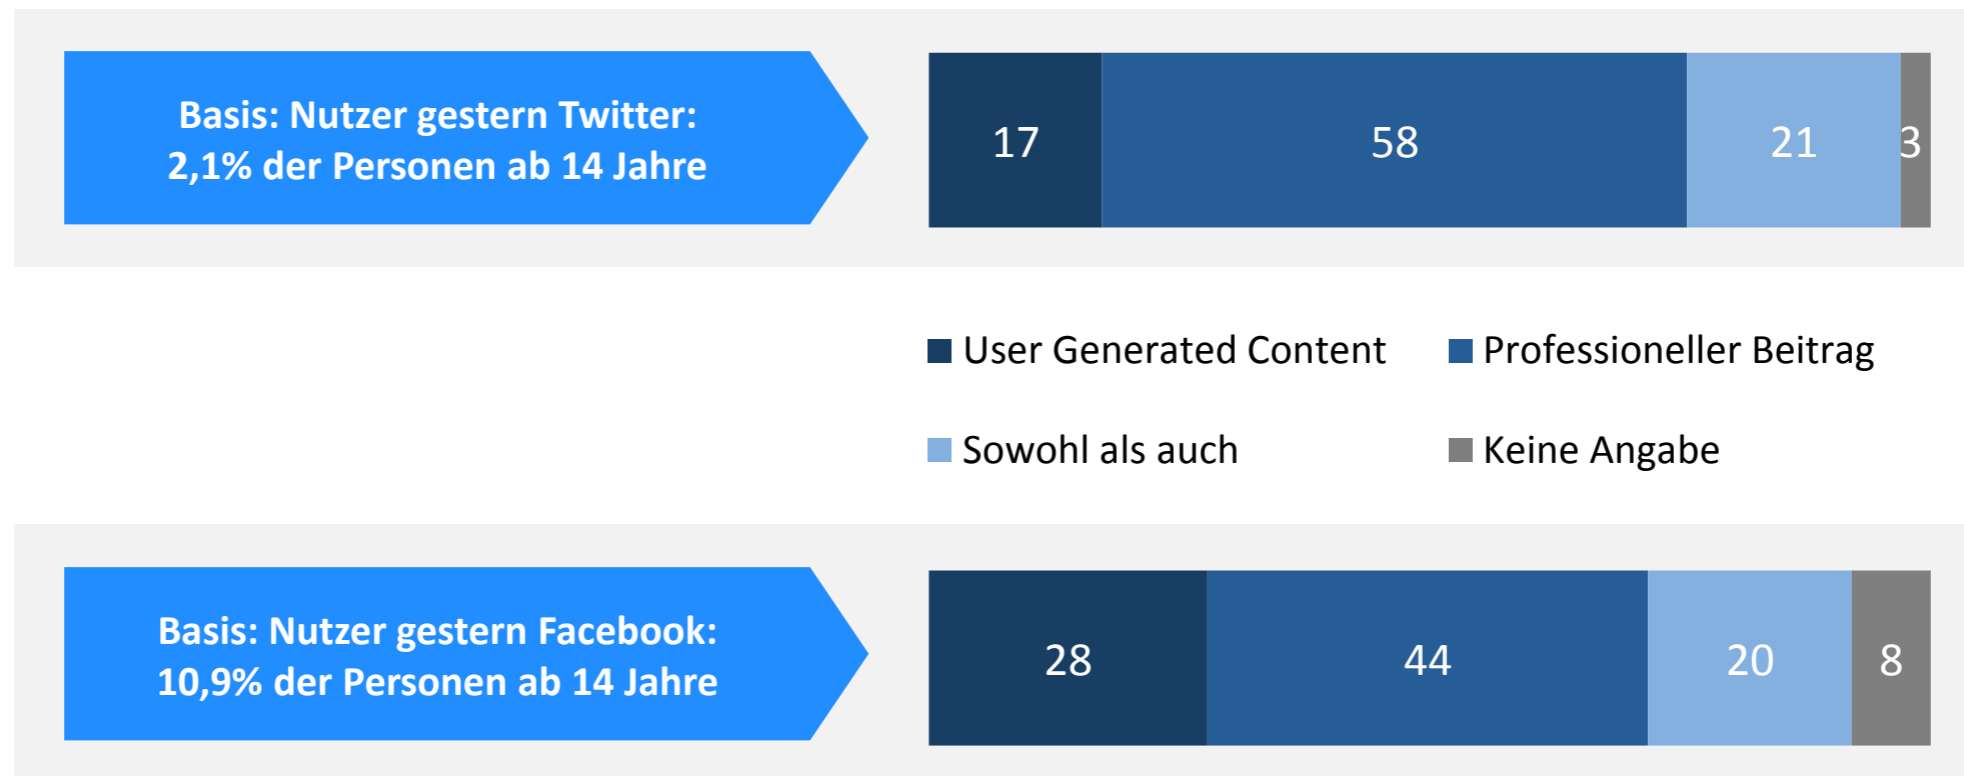 Basis: Nutzer gestern Twitter:
2,1% der Personen ab 14 Jahre
17 58 21 3
User Generated Content Professioneller Beitrag
Sowohl als auch Keine Angabe
Basis: Nutzer gestern Facebook:
10,9% der Personen ab 14 Jahre
28 44 20 8